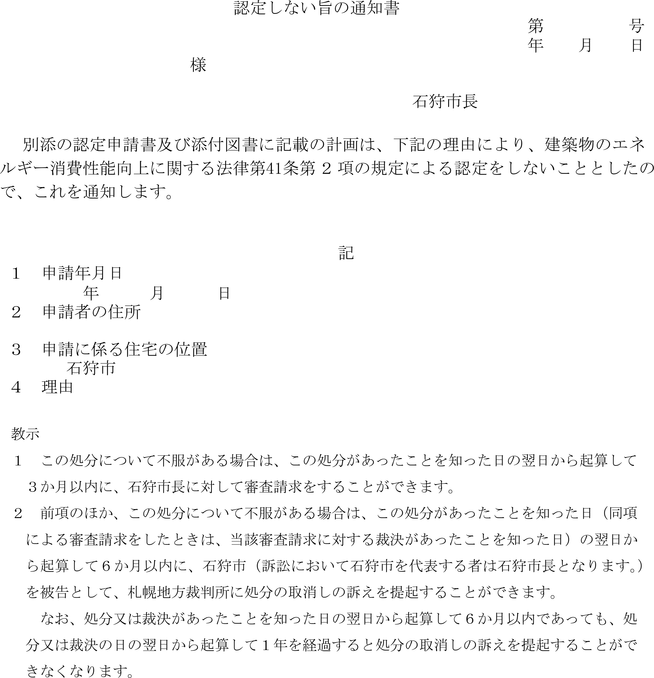 認定しない旨の通知書
第　　　　　号
年　　月　　日
様
石狩市長
別添の認定申請書及び添付図書に記載の計画は、下記の理由により、建築物のエネ
ルギー消費性能向上に関する法律第41条第２項の規定による認定をしないこととしたの
で、これを通知します。
記
１　申請年月日
年　　　月　　　日
２　申請者の住所
３　申請に係る住宅の位置
石狩市
４　理由
教示
１　この処分について不服がある場合は、この処分があったことを知った日の翌日から起算して
３か月以内に、石狩市長に対して審査請求をすることができます。
２　前項のほか、この処分について不服がある場合は、この処分があったことを知った日（同項
による審査請求をしたときは、当該審査請求に対する裁決があったことを知った日）の翌日か
ら起算して６か月以内に、石狩市（訴訟において石狩市を代表する者は石狩市長となります。）
を被告として、札幌地方裁判所に処分の取消しの訴えを提起することができます。
なお、処分又は裁決があったことを知った日の翌日から起算して６か月以内であっても、処
分又は裁決の日の翌日から起算して１年を経過すると処分の取消しの訴えを提起することがで
きなくなります。